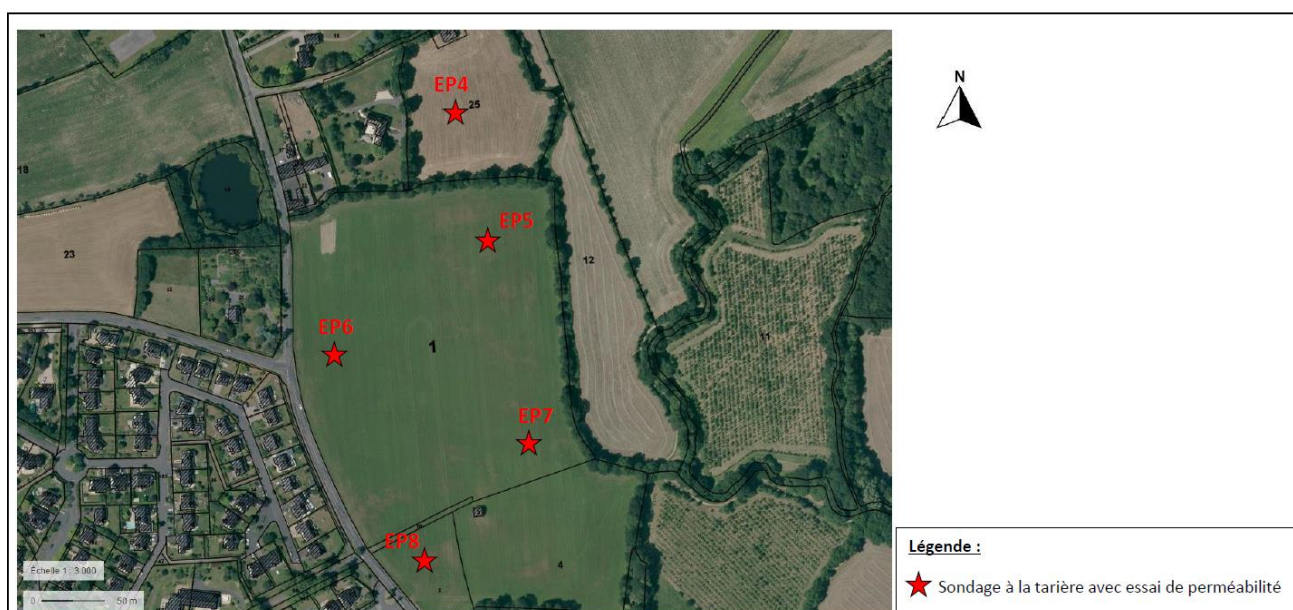 N
EP4
25
18
EP5
23
12
EP6
1
11
EP7
EP8
4
Échelle 1 : 3 000
0 50 m
Légende :
Sondage à la tarière avec essai de perméabilité